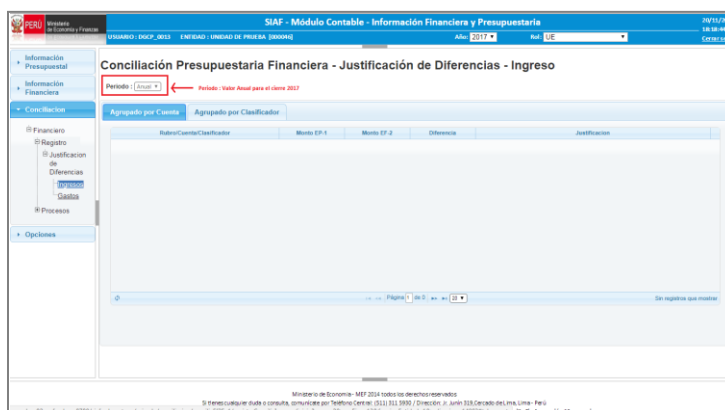 PERÚ Ministerio de Economía y Finanzas
SIAF - Módulo Contable - Información Financiera y Presupuestaria
USUARIO : DGCP_0013 ENTIDAD : UNIDAD DE PRUEBA [000046] Año: 2017 Rol: UE
Información Presupuestal
Información Financiera
Conciliacion
Financiero
Registro
Justificacion de Diferencias
Ingresos
Gastos
Procesos
Opciones
Conciliación Presupuestaria Financiera - Justificación de Diferencias - Ingreso
Periodo : Anual Periodo : Valor Anual para el cierre 2017
Agrupado por Cuenta Agrupado por Clasificador
Rubro/Cuenta/Clasificador Monto EP-1 Monto EF-2 Diferencia Justificacion
Página 1 de 0 20 Sin registros que mostrar
Ministerio de Economía- MEF 2014 todos los derechos reservados
Si tienes cualquier duda o consulta, comunícate por Teléfono Central: (511) 311 5930 / Dirección: Jr. Junín 319, Cercado de Lima, Lima - Perú